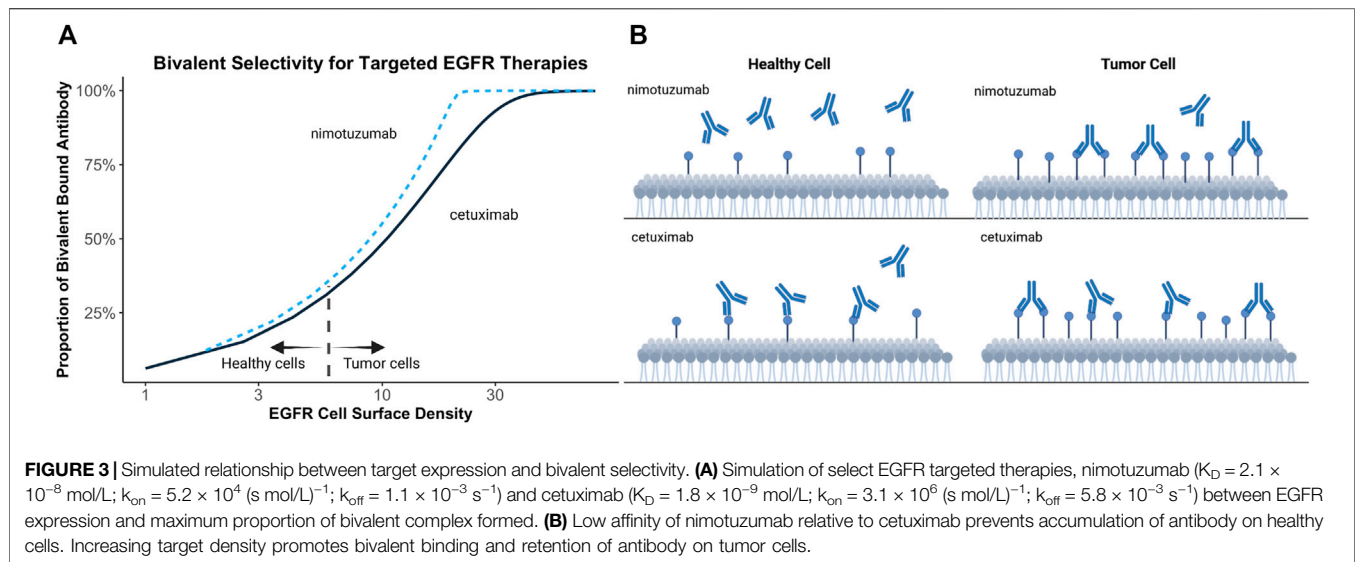 A
Bivalent Selectivity for Targeted EGFR Therapies
Proportion of Bivalent Bound Antibody
100%
75%
50%
25%
nimotuzumab
cetuximab
Healthy cells
Tumor cells
1
3
10
30
EGFR Cell Surface Density
B
Healthy Cell
Tumor Cell
nimotuzumab
nimotuzumab
cetuximab
cetuximab
FIGURE 3 | Simulated relationship between target expression and bivalent selectivity. (A) Simulation of select EGFR targeted therapies, nimotuzumab (K_D = 2.1 ×
10⁻⁸ mol/L; k_on = 5.2 × 10⁴ (s mol/L)⁻¹; k_off = 1.1 × 10⁻³ s⁻¹) and cetuximab (K_D = 1.8 × 10⁻⁹ mol/L; k_on = 3.1 × 10⁶ (s mol/L)⁻¹; k_off = 5.8 × 10⁻³ s⁻¹) between EGFR
expression and maximum proportion of bivalent complex formed. (B) Low affinity of nimotuzumab relative to cetuximab prevents accumulation of antibody on healthy
cells. Increasing target density promotes bivalent binding and retention of antibody on tumor cells.